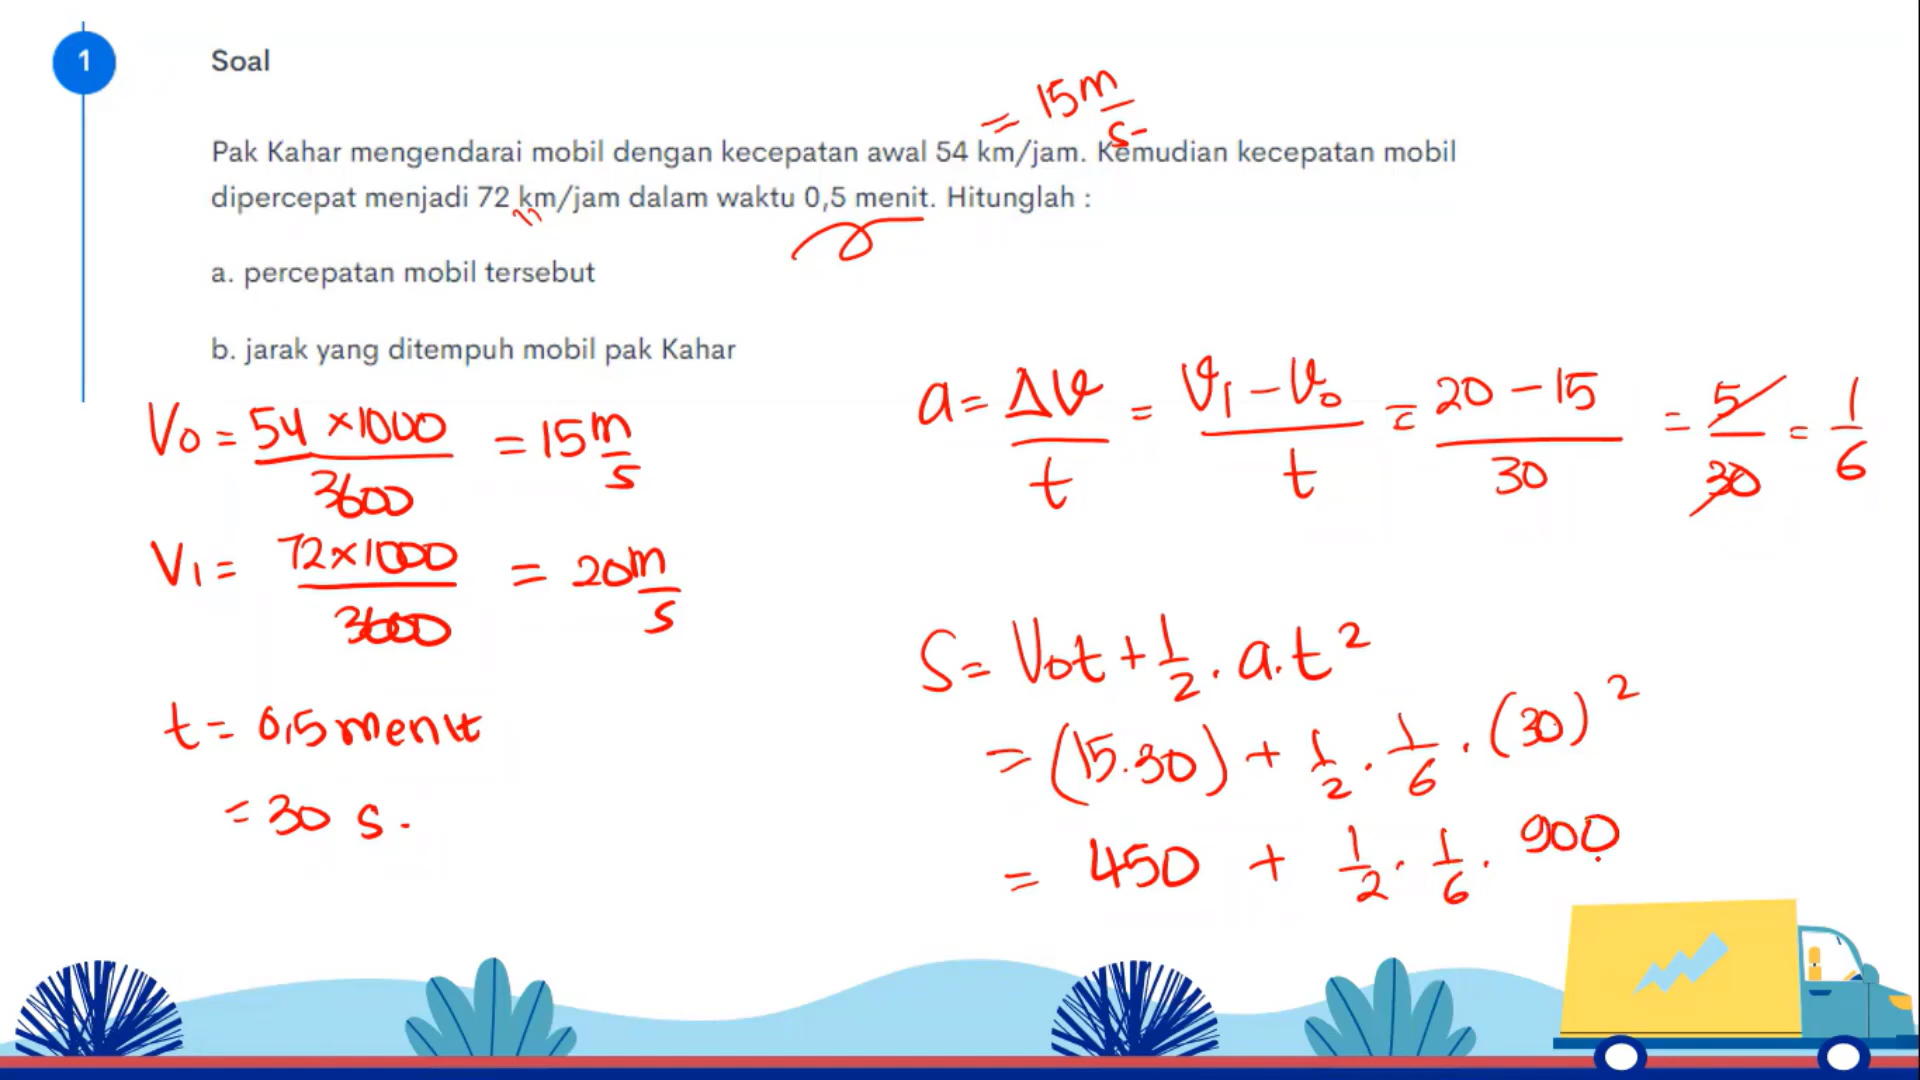 1
Soal
= 15 m/s
Pak Kahar mengendarai mobil dengan kecepatan awal 54 km/jam. Kemudian kecepatan mobil
dipercepat menjadi 72 km/jam dalam waktu 0,5 menit. Hitunglah :
a. percepatan mobil tersebut
b. jarak yang ditempuh mobil pak Kahar
V0 = 54 x 1000 / 3600 = 15 m/s
V1 = 72 x 1000 / 3600 = 20 m/s
t = 0,5 menit
= 30 s.
a = Δv / t = v1 - v0 / t = 20 - 15 / 30 = 5 / 30 = 1/6
S = V0t + 1/2 . a.t²
= (15.30) + 1/2 . 1/6 . (30)²
= 450 + 1/2 . 1/6 . 900